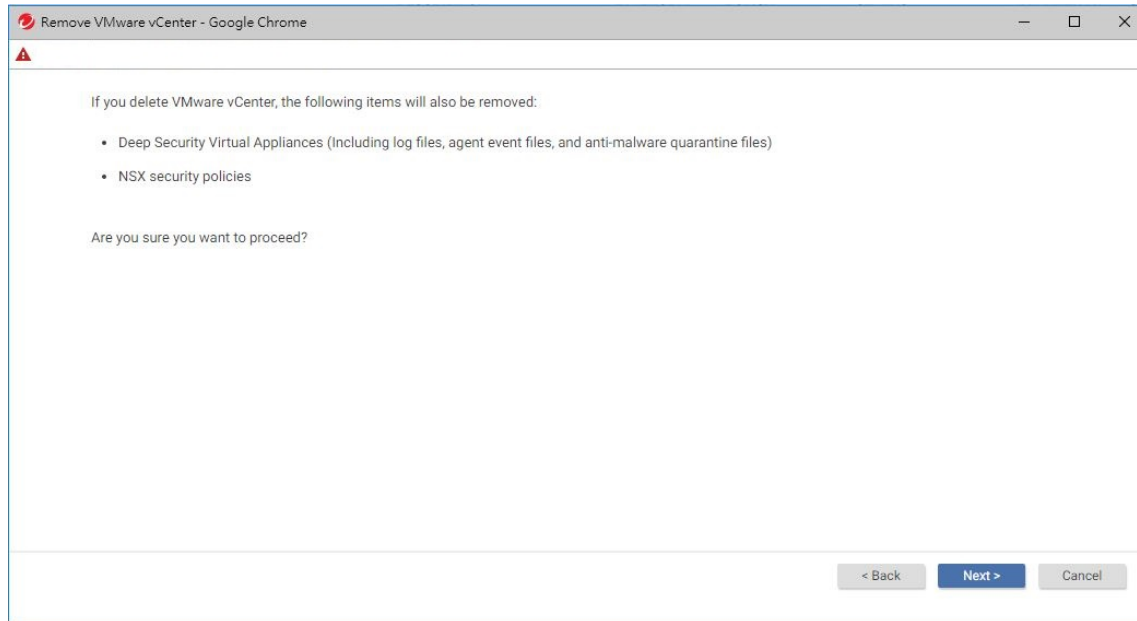 Remove VMware vCenter - Google Chrome
If you delete VMware vCenter, the following items will also be removed:
• Deep Security Virtual Appliances (Including log files, agent event files, and anti-malware quarantine files)
• NSX security policies
Are you sure you want to proceed?
< Back Next > Cancel